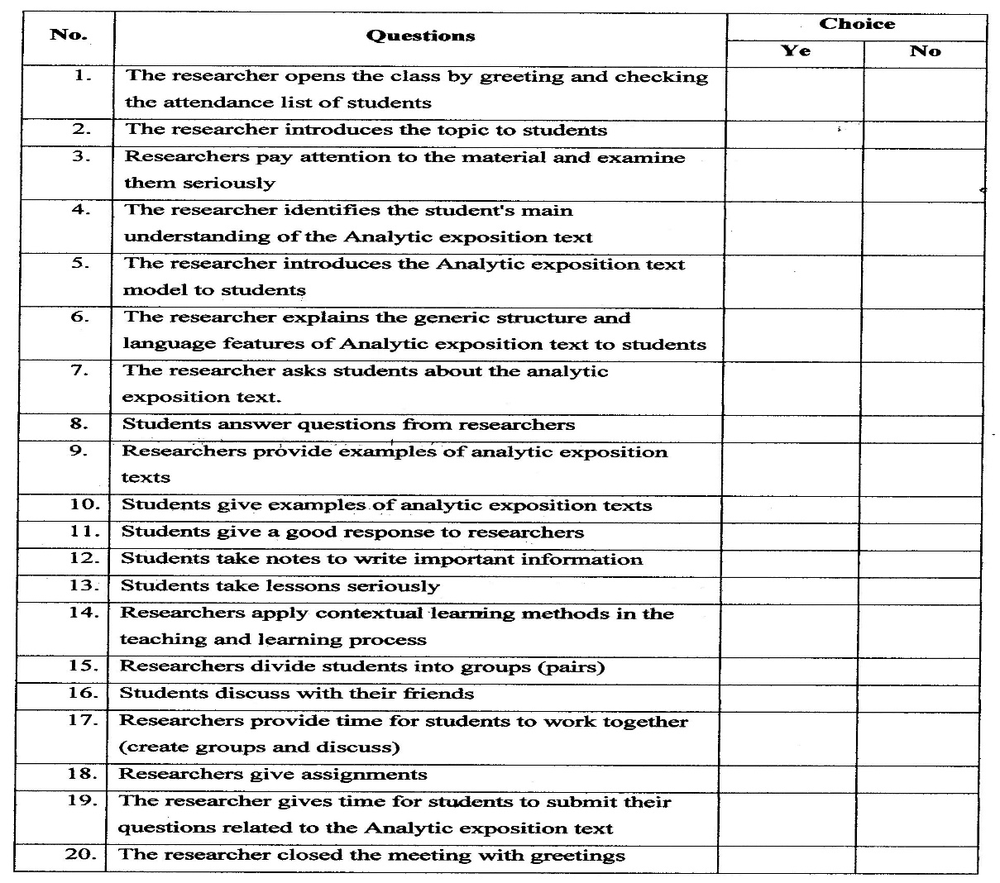 No. Questions Choice
Ye No
1. The researcher opens the class by greeting and checking
the attendance list of students
2. The researcher introduces the topic to students
3. Researchers pay attention to the material and examine
them seriously
4. The researcher identifies the student's main
understanding of the Analytic exposition text
5. The researcher introduces the Analytic exposition text
model to students
6. The researcher explains the generic structure and
language features of Analytic exposition text to students
7. The researcher asks students about the analytic
exposition text.
8. Students answer questions from researchers
9. Researchers provide examples of analytic exposition
texts
10. Students give examples of analytic exposition texts
11. Students give a good response to researchers
12. Students take notes to write important information
13. Students take lessons seriously
14. Researchers apply contextual learning methods in the
teaching and learning process
15. Researchers divide students into groups (pairs)
16. Students discuss with their friends
17. Researchers provide time for students to work together
(create groups and discuss)
18. Researchers give assignments
19. The researcher gives time for students to submit their
questions related to the Analytic exposition text
20. The researcher closed the meeting with greetings